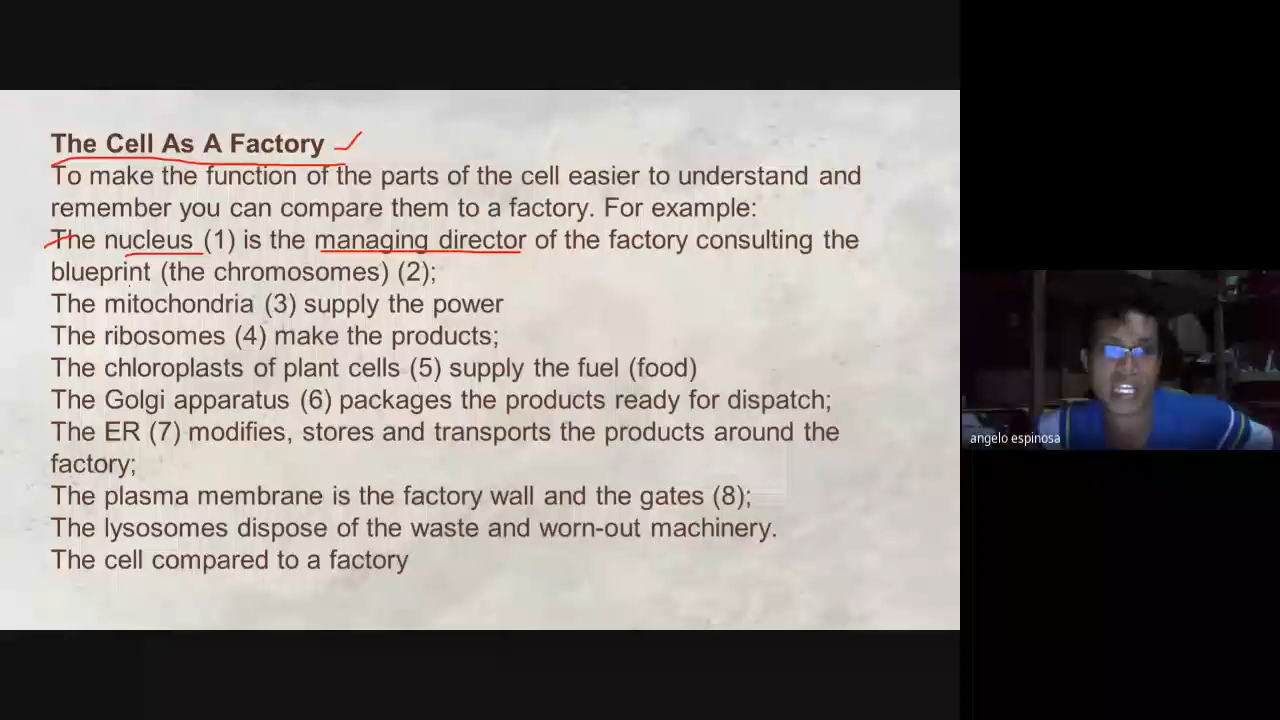 The Cell As A Factory
To make the function of the parts of the cell easier to understand and
remember you can compare them to a factory. For example:
The nucleus (1) is the managing director of the factory consulting the
blueprint (the chromosomes) (2);
The mitochondria (3) supply the power
The ribosomes (4) make the products;
The chloroplasts of plant cells (5) supply the fuel (food)
The Golgi apparatus (6) packages the products ready for dispatch;
The ER (7) modifies, stores and transports the products around the
factory;
The plasma membrane is the factory wall and the gates (8);
The lysosomes dispose of the waste and worn-out machinery.
The cell compared to a factory
angelo espinosa